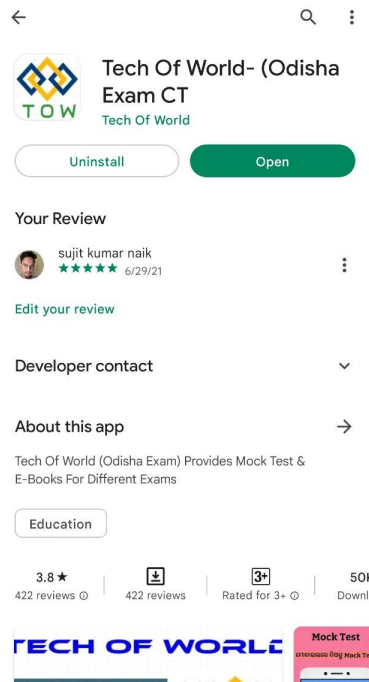 TOW
Tech Of World- (Odisha
Exam CT
Tech Of World
Uninstall
Open
Your Review
sujit kumar naik
★★★★★ 6/29/21
Edit your review
Developer contact
About this app
Tech Of World (Odisha Exam) Provides Mock Test &
E-Books For Different Exams
Education
3.8★
422 reviews
422 reviews
3+
Rated for 3+
50
Downl
TECH OF WORLD
Mock Test